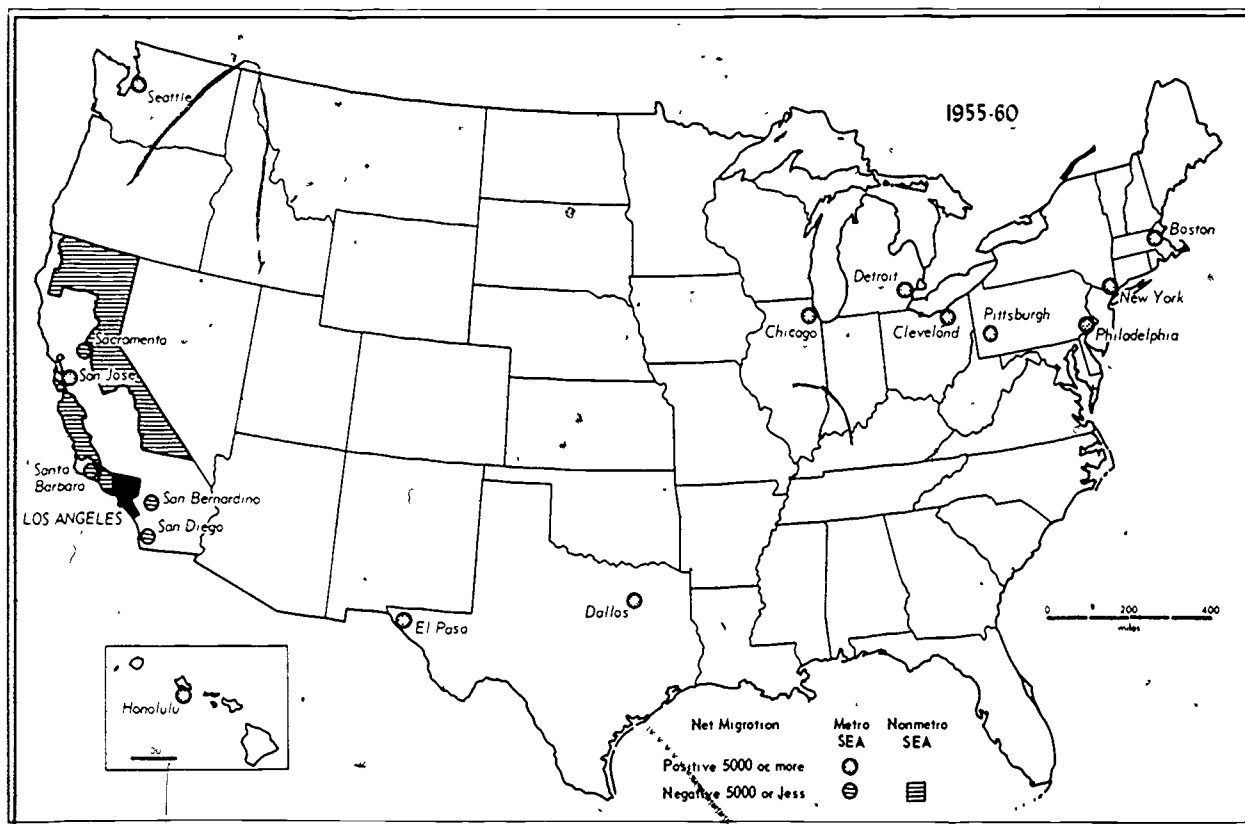 1955-60
Seattle
Boston
Detroit
New York
Chicago
Cleveland
Pittsburgh
Philadelphia
Sacramento
San Jose
Santa
Barbara
San Bernardino
LOS ANGELES
San Diego
Dallas
El Paso
0 200 400
miles
Honolulu
50
Net Migration
Metro
SEA
Nonmetro
SEA
Positive 5000 or more
Negative 5000 or less